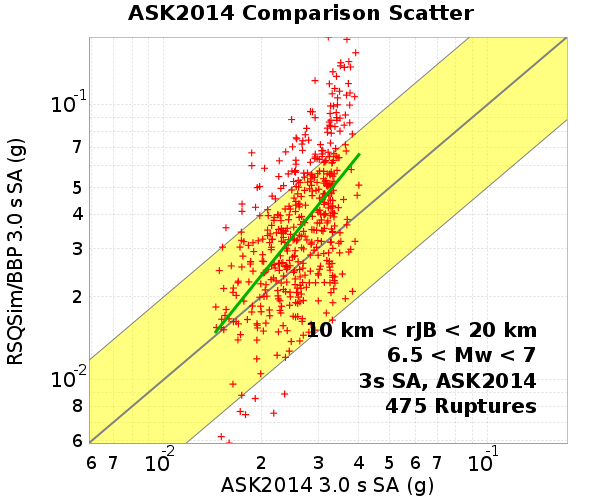 ASK2014 Comparison Scatter
RSQSim/BBP 3.0 s SA (g)
10⁻¹
7
5
4
3
2
10⁻²
8
6
10 km < rJB < 20 km
6.5 < Mw < 7
3s SA, ASK2014
475 Ruptures
6 7 10⁻² 2 3 4 5 6 7 10⁻¹
ASK2014 3.0 s SA (g)